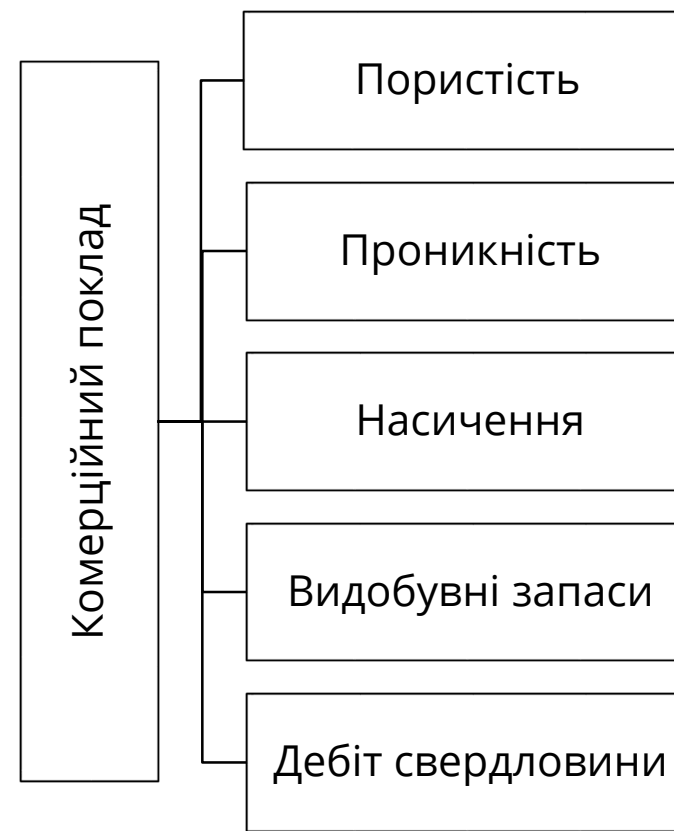 Комерційний поклад
Пористість
Проникність
Насичення
Видобувні запаси
Дебіт свердловини